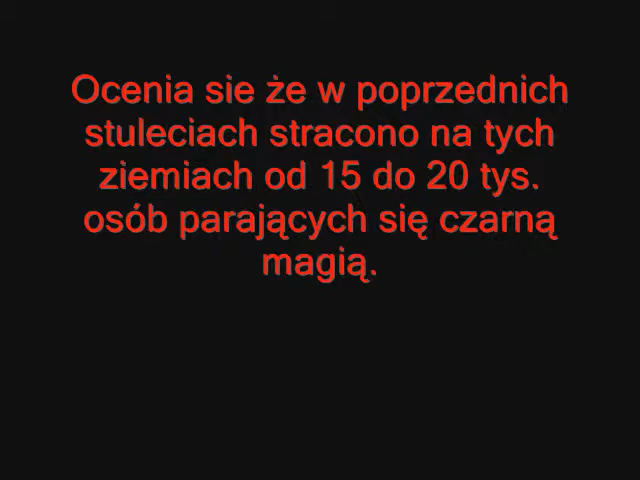 Ocenia sie że w poprzednich
stuleciach stracono na tych
ziemiach od 15 do 20 tys.
osób parających się czarną
magią.